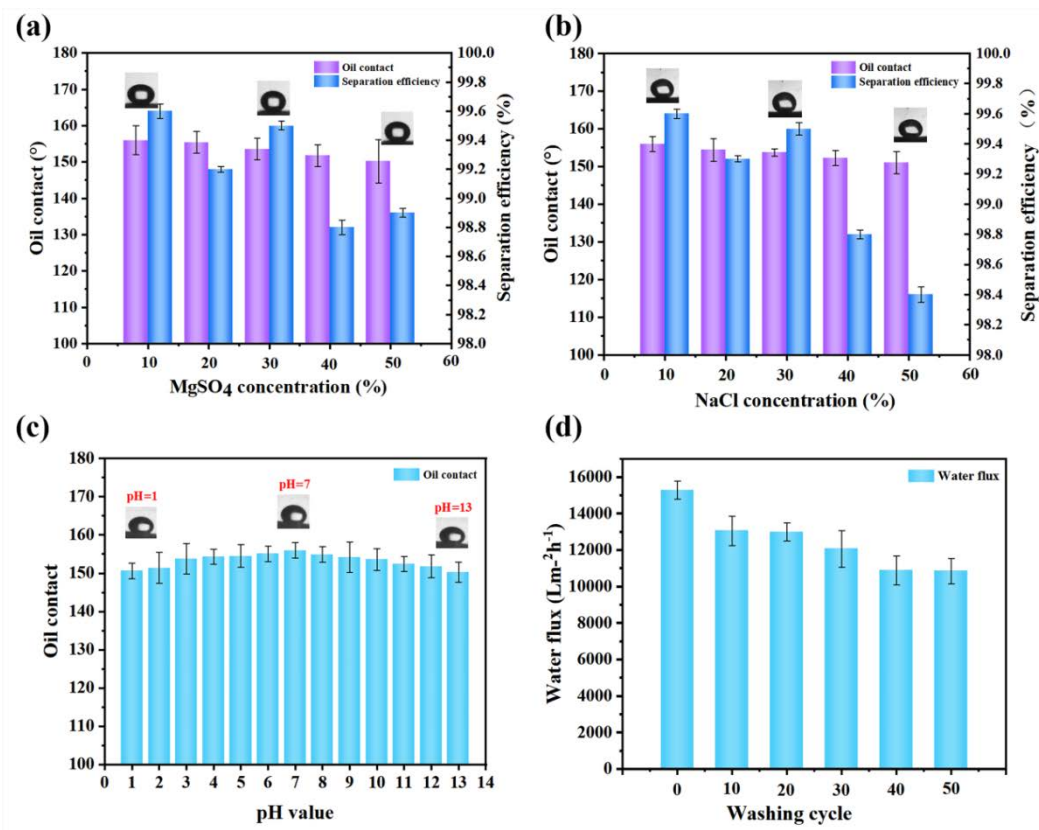 (a)
Oil contact
Separation efficiency
180
170
160
150
140
130
120
110
100
Oil contact (°)
100.0
99.8
99.6
99.4
99.2
99.0
98.8
98.6
98.4
98.2
98.0
Separation efficiency (%)
0 10 20 30 40 50 60
MgSO4 concentration (%)
(b)
Oil contact
Separation efficiency
180
170
160
150
140
130
120
110
100
Oil contact (°)
100.0
99.8
99.6
99.4
99.2
99.0
98.8
98.6
98.4
98.2
98.0
Separation efficiency (%)
0 10 20 30 40 50 60
NaCl concentration (%)
(c)
Oil contact
pH=1
pH=7
pH=13
180
170
160
150
140
130
120
110
100
Oil contact
0 1 2 3 4 5 6 7 8 9 10 11 12 13 14
pH value
(d)
Water flux
16000
14000
12000
10000
8000
6000
4000
2000
0
Water flux (Lm-2h-1)
0 10 20 30 40 50
Washing cycle